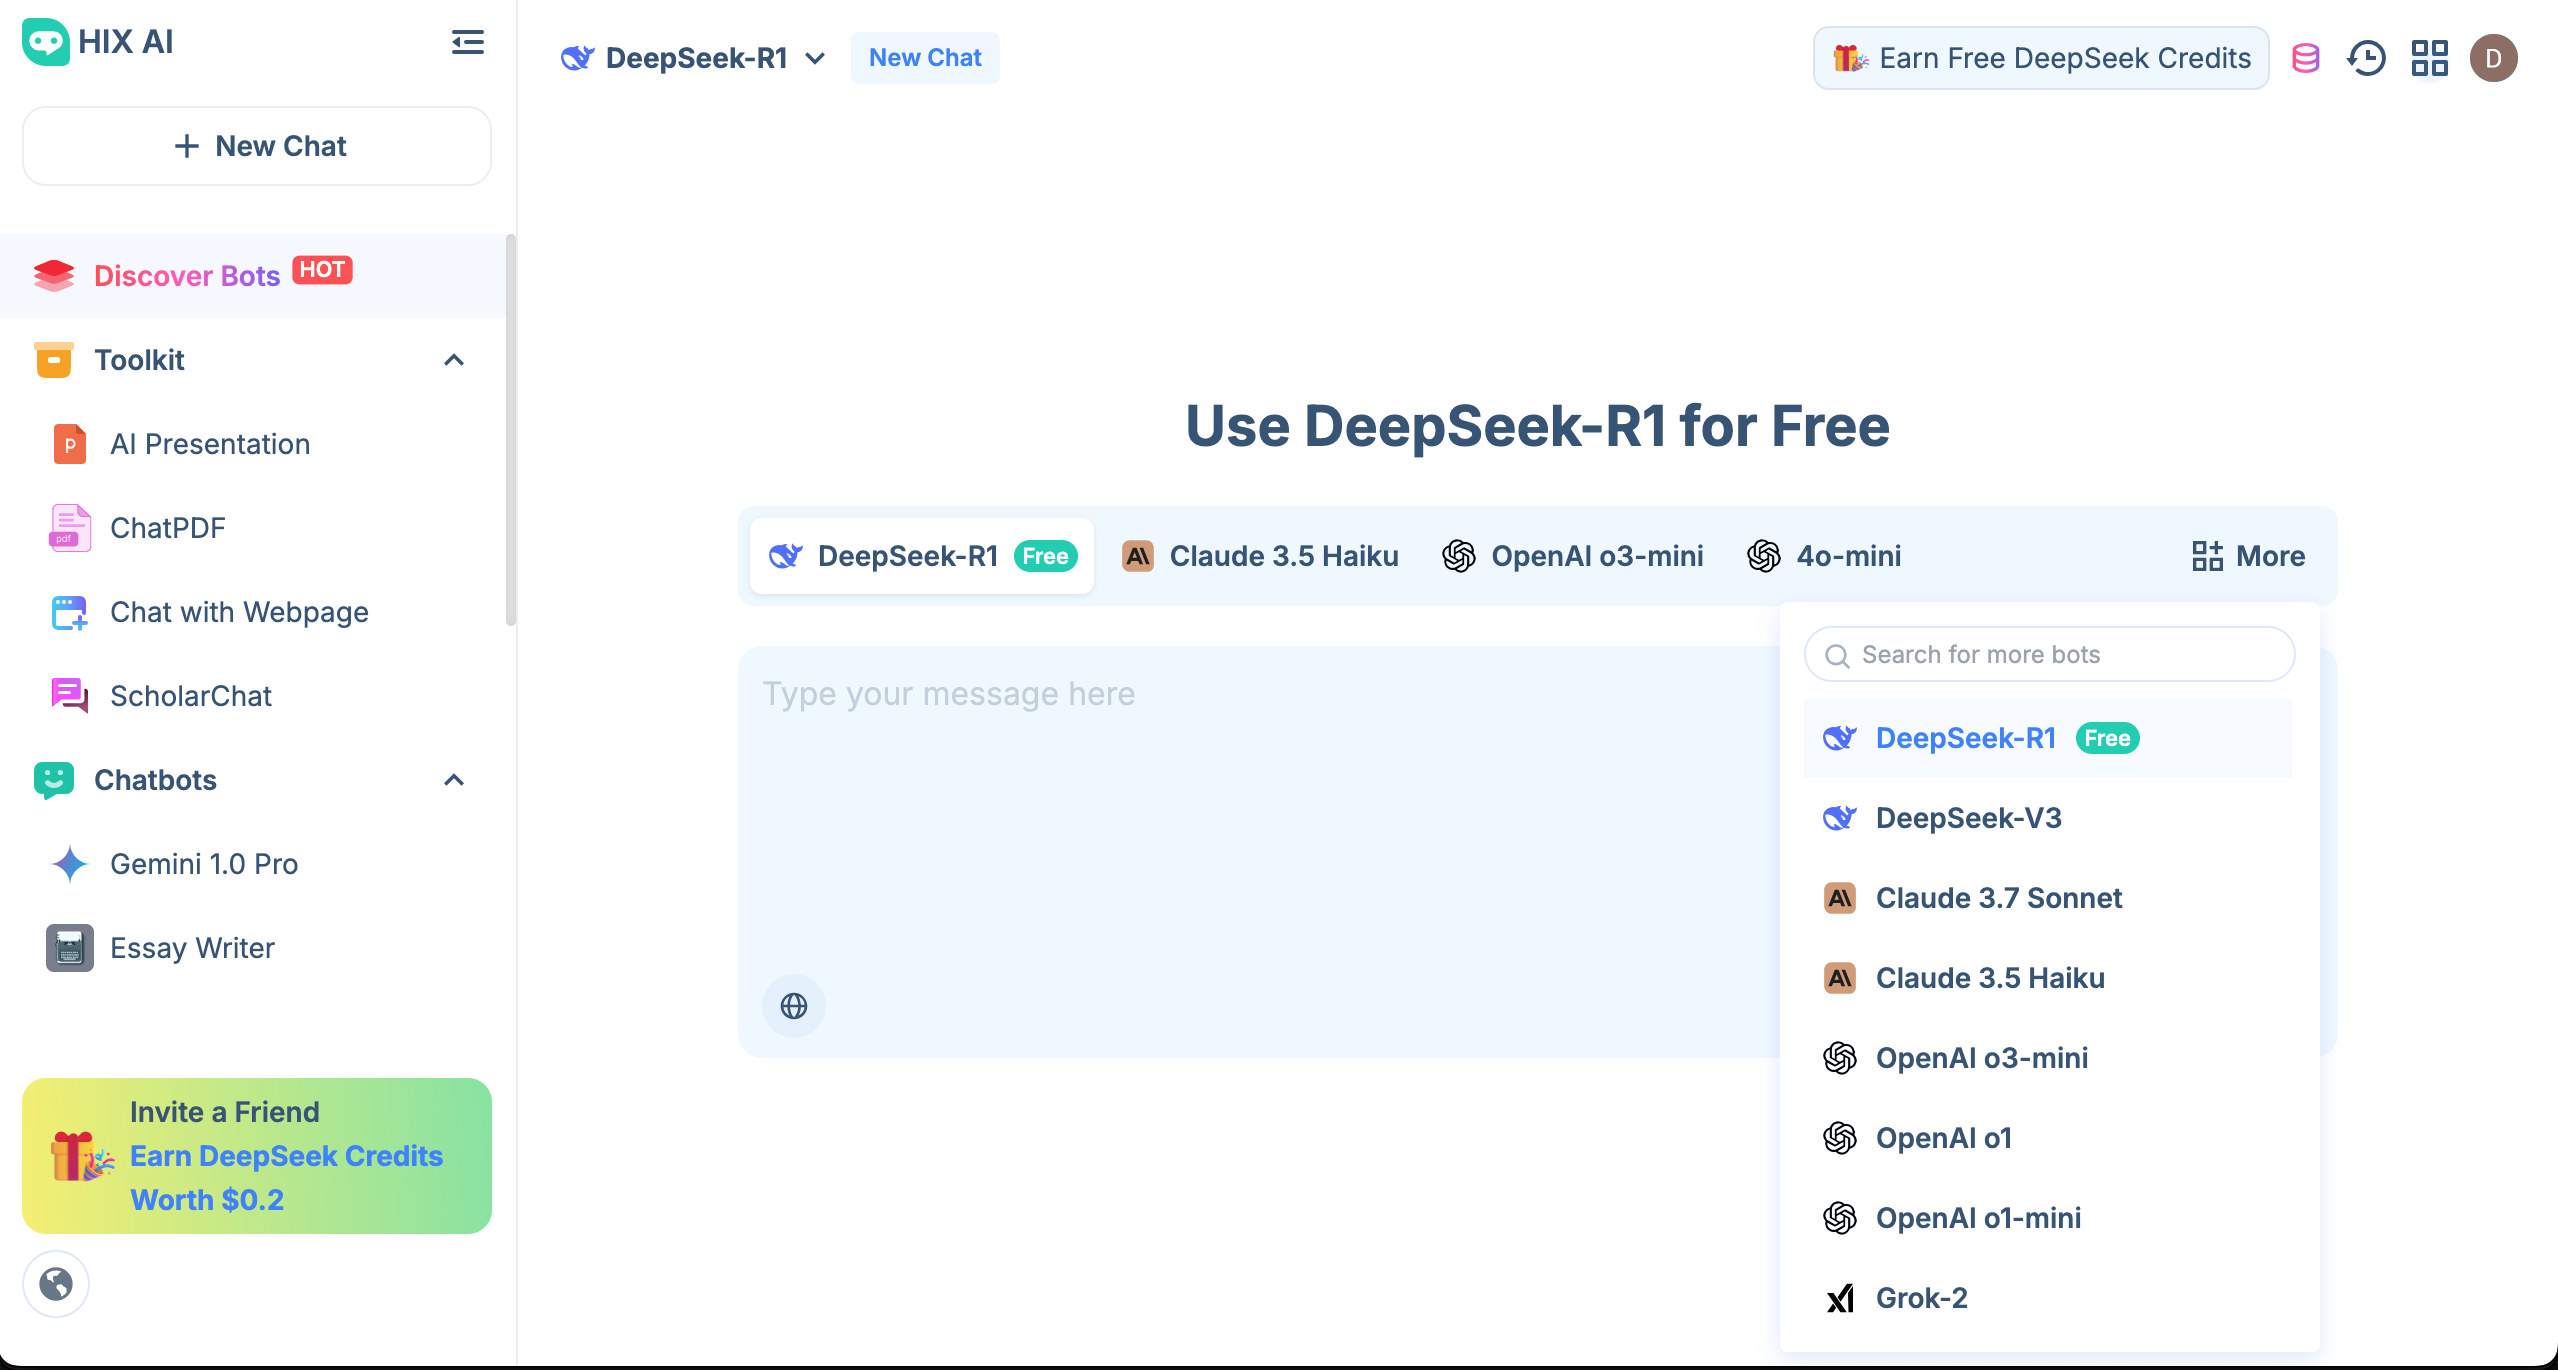 HIX AI
New Chat
Discover Bots HOT
Toolkit
P AI Presentation
pdf ChatPDF
Chat with Webpage
ScholarChat
Chatbots
Gemini 1.0 Pro
Essay Writer
Invite a Friend
Earn DeepSeek Credits
Worth $0.2
DeepSeek-R1 New Chat
Earn Free DeepSeek Credits D
Use DeepSeek-R1 for Free
DeepSeek-R1 Free Claude 3.5 Haiku OpenAI o3-mini 4o-mini More
Type your message here
Search for more bots
DeepSeek-R1 Free
DeepSeek-V3
Claude 3.7 Sonnet
Claude 3.5 Haiku
OpenAI o3-mini
OpenAI o1
OpenAI o1-mini
Grok-2